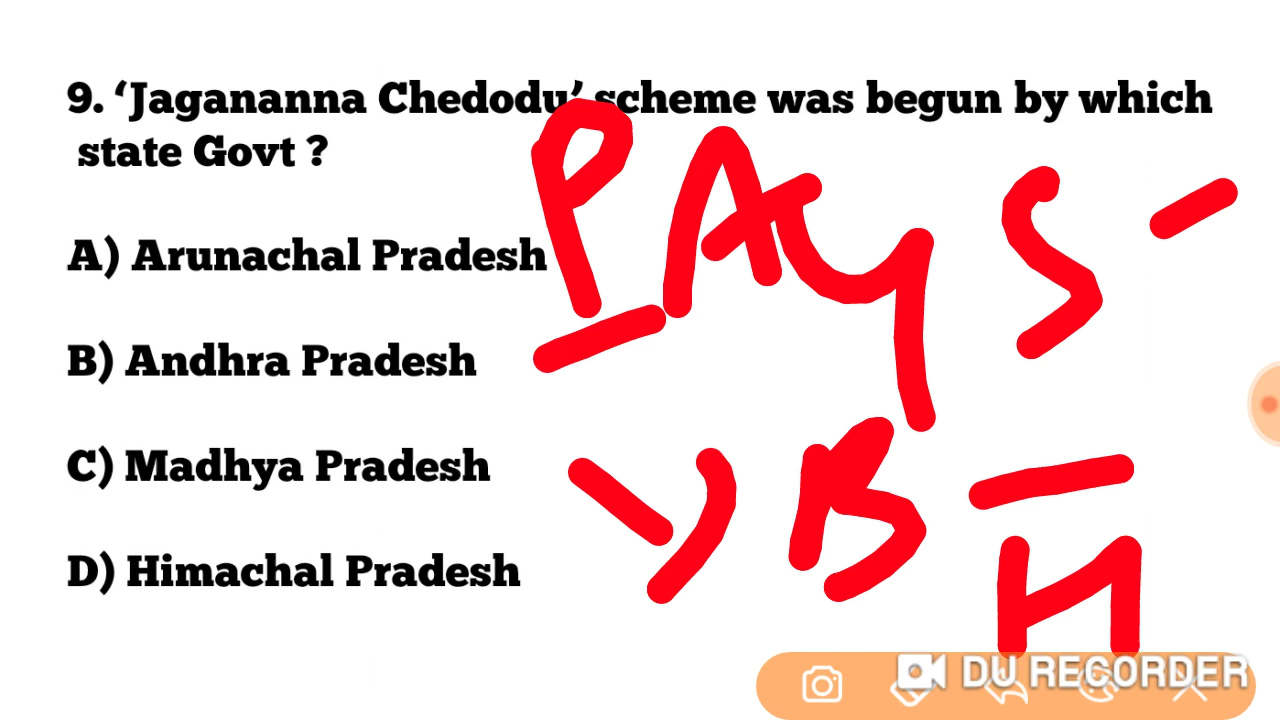 9. ‘Jagananna Chedodu’ scheme was begun by which
state Govt ?
A) Arunachal Pradesh
B) Andhra Pradesh
C) Madhya Pradesh
D) Himachal Pradesh
PAYS -
B
H
DU RECORDER